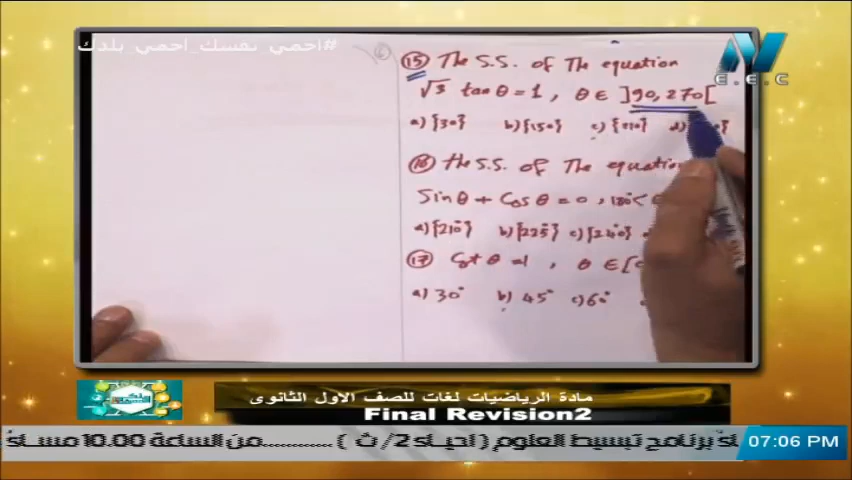 #احمي_نفسك_احمي_بلدك
E.E.C
15 The S.S. of The equation
√3 tan θ = 1 , θ ∈ ]90, 270[
a) {30} b) {150} c) {210} d)
16 the S.S. of The equation
Sin θ + Cos θ = 0 , 180° <
a) {210°} b) {225°} c) {240°}
17 Cot θ = 1 , θ ∈ [
a) 30° b) 45° c) 60°
مادة الرياضيات لغات للصف الاول الثانوى
Final Revision2
برنامج تبسيط العلوم ( احياء 2/ ث ) ............من الساعة 10.00 مساءً
07:06 PM